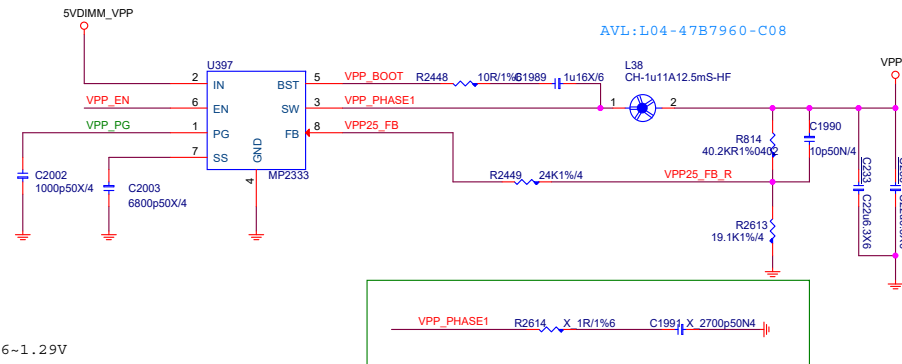 5VDIMM_VPP
AVL:L04-47B7960-C08
U397
L38
CH-1u11A12.5mS-HF
VPP
2 IN BST 5 VPP_BOOT R2448 10R/1%6 C1989 1u16X/6
VPP_EN 6 EN SW 3 VPP_PHASE1 1 2
VPP_PG 1 PG FB 8 VPP25_FB
7 SS GND 4 MP2333
R814
40.2KR1%0402
C1990
10p50N/4
C2002
1000p50X/4
C2003
6800p50X/4
R2449 24K1%/4 VPP25_FB_R
C233
C22u6.3X6
R2613
19.1K1%/4
VPP_PHASE1 R2614 X_1R/1%6 C1991 X_2700p50N4
6~1.29V